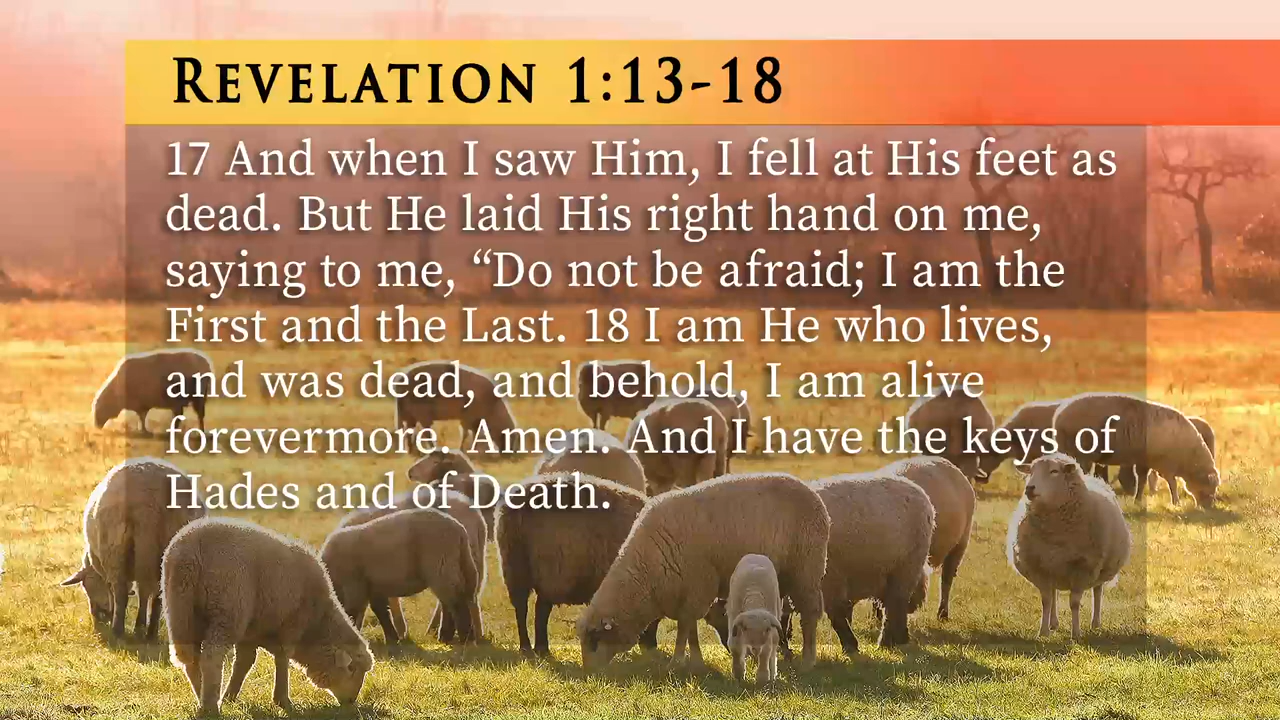 REVELATION 1:13-18
17 And when I saw Him, I fell at His feet as
dead. But He laid His right hand on me,
saying to me, “Do not be afraid; I am the
First and the Last. 18 I am He who lives,
and was dead, and behold, I am alive
forevermore. Amen. And I have the keys of
Hades and of Death.